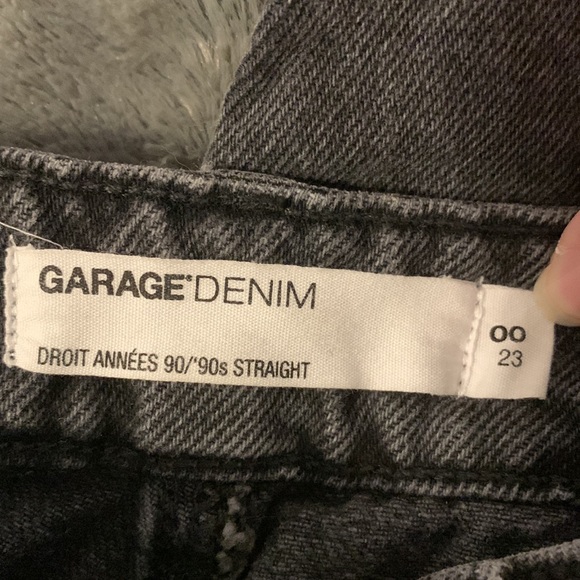 GARAGE* DENIM
DROIT ANNÉES 90/'90s STRAIGHT
00
23